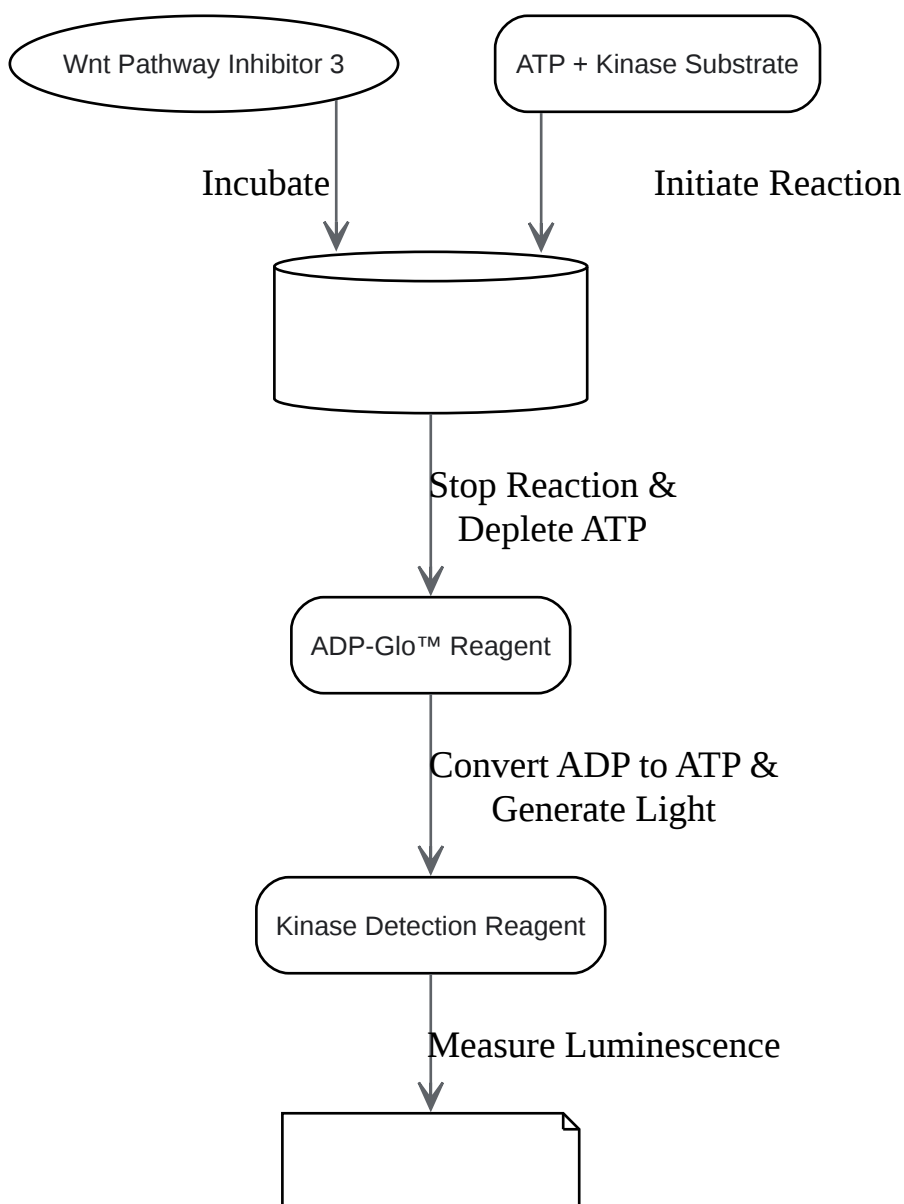 Wnt Pathway Inhibitor 3
ATP + Kinase Substrate
Incubate
Initiate Reaction
Stop Reaction &
Deplete ATP
ADP-Glo™ Reagent
Convert ADP to ATP &
Generate Light
Kinase Detection Reagent
Measure Luminescence